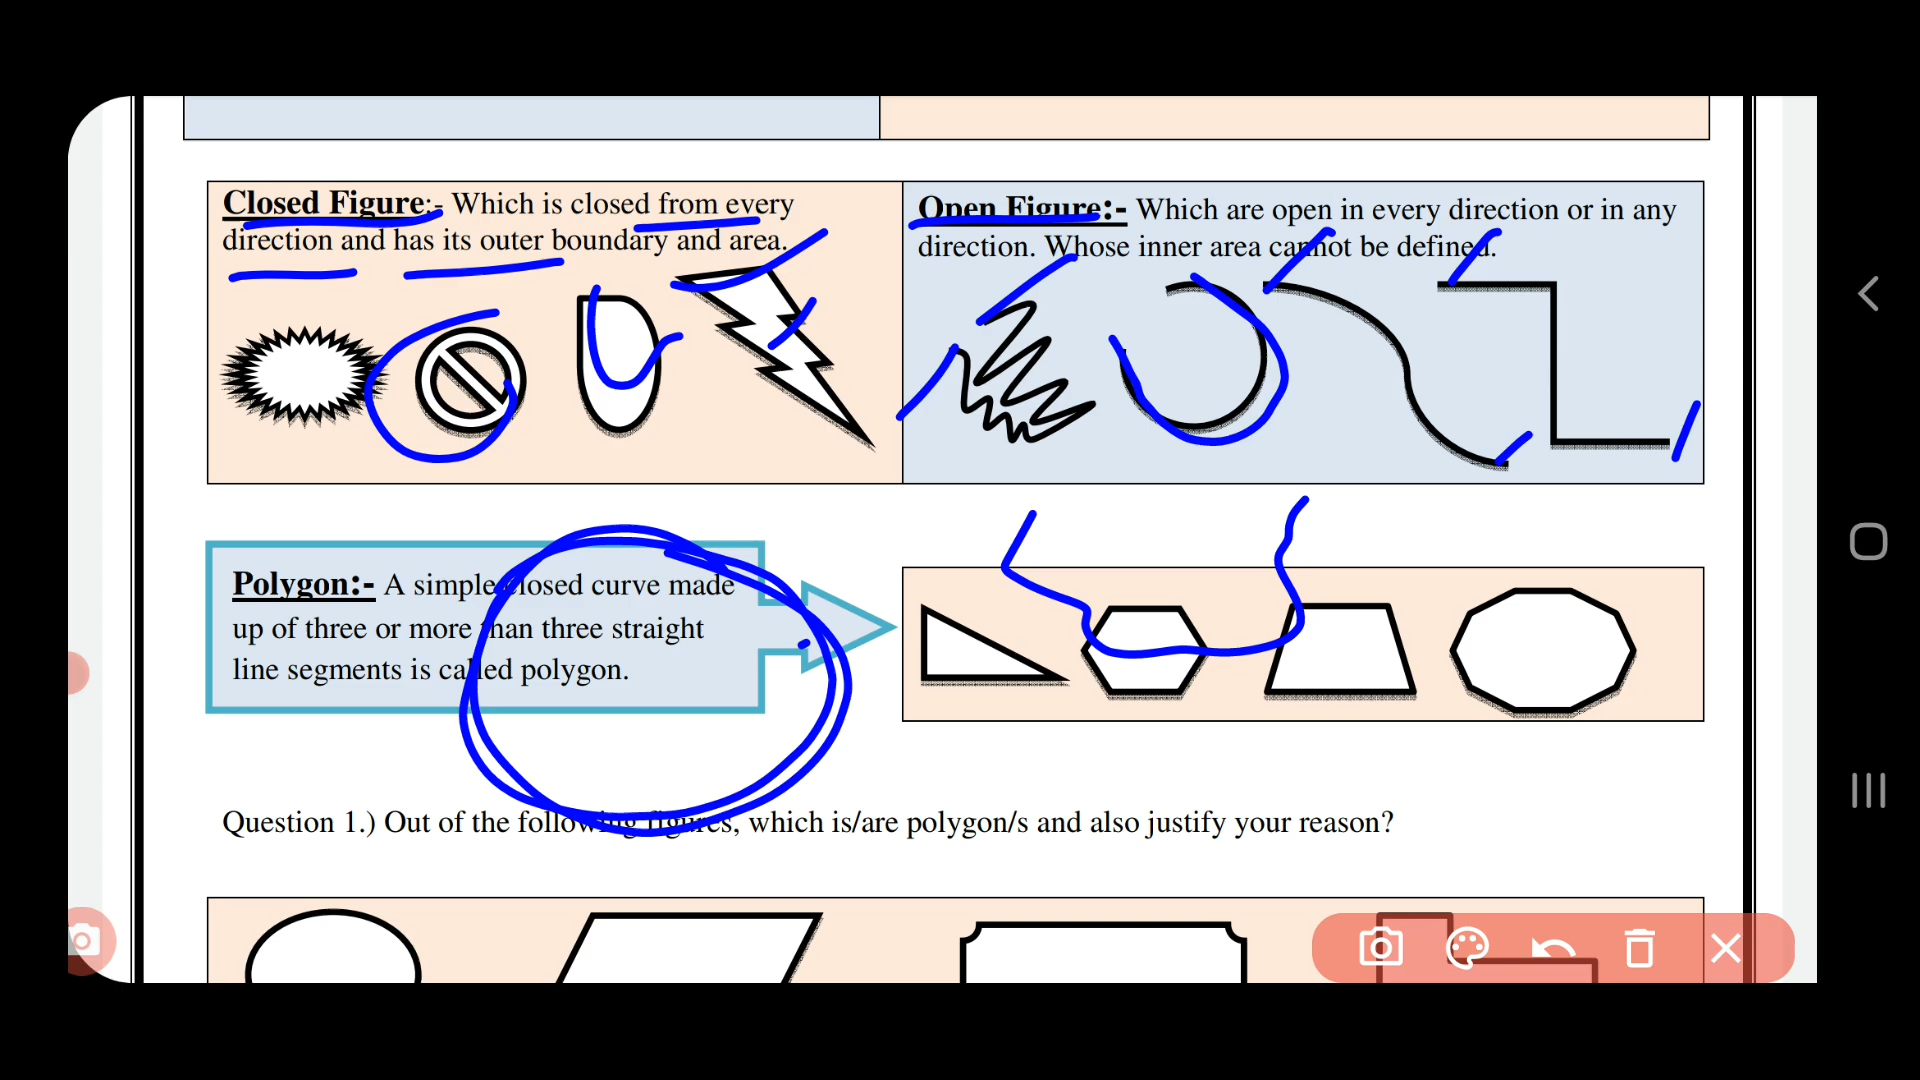 Closed Figure:- Which is closed from every
direction and has its outer boundary and area.
Open Figure:- Which are open in every direction or in any
direction. Whose inner area cannot be defined.
Polygon:- A simple closed curve made
up of three or more than three straight
line segments is called polygon.
Question 1.) Out of the following figures, which is/are polygon/s and also justify your reason?